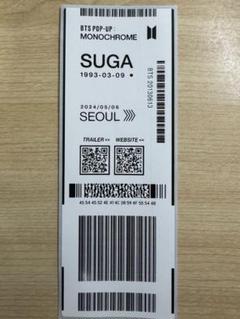 BTS POP-UP :
MONOCHROME
SUGA
1993-03-09 •
BTS 20130613
2024/05/06
SEOUL
TRAILER
WEBSITE